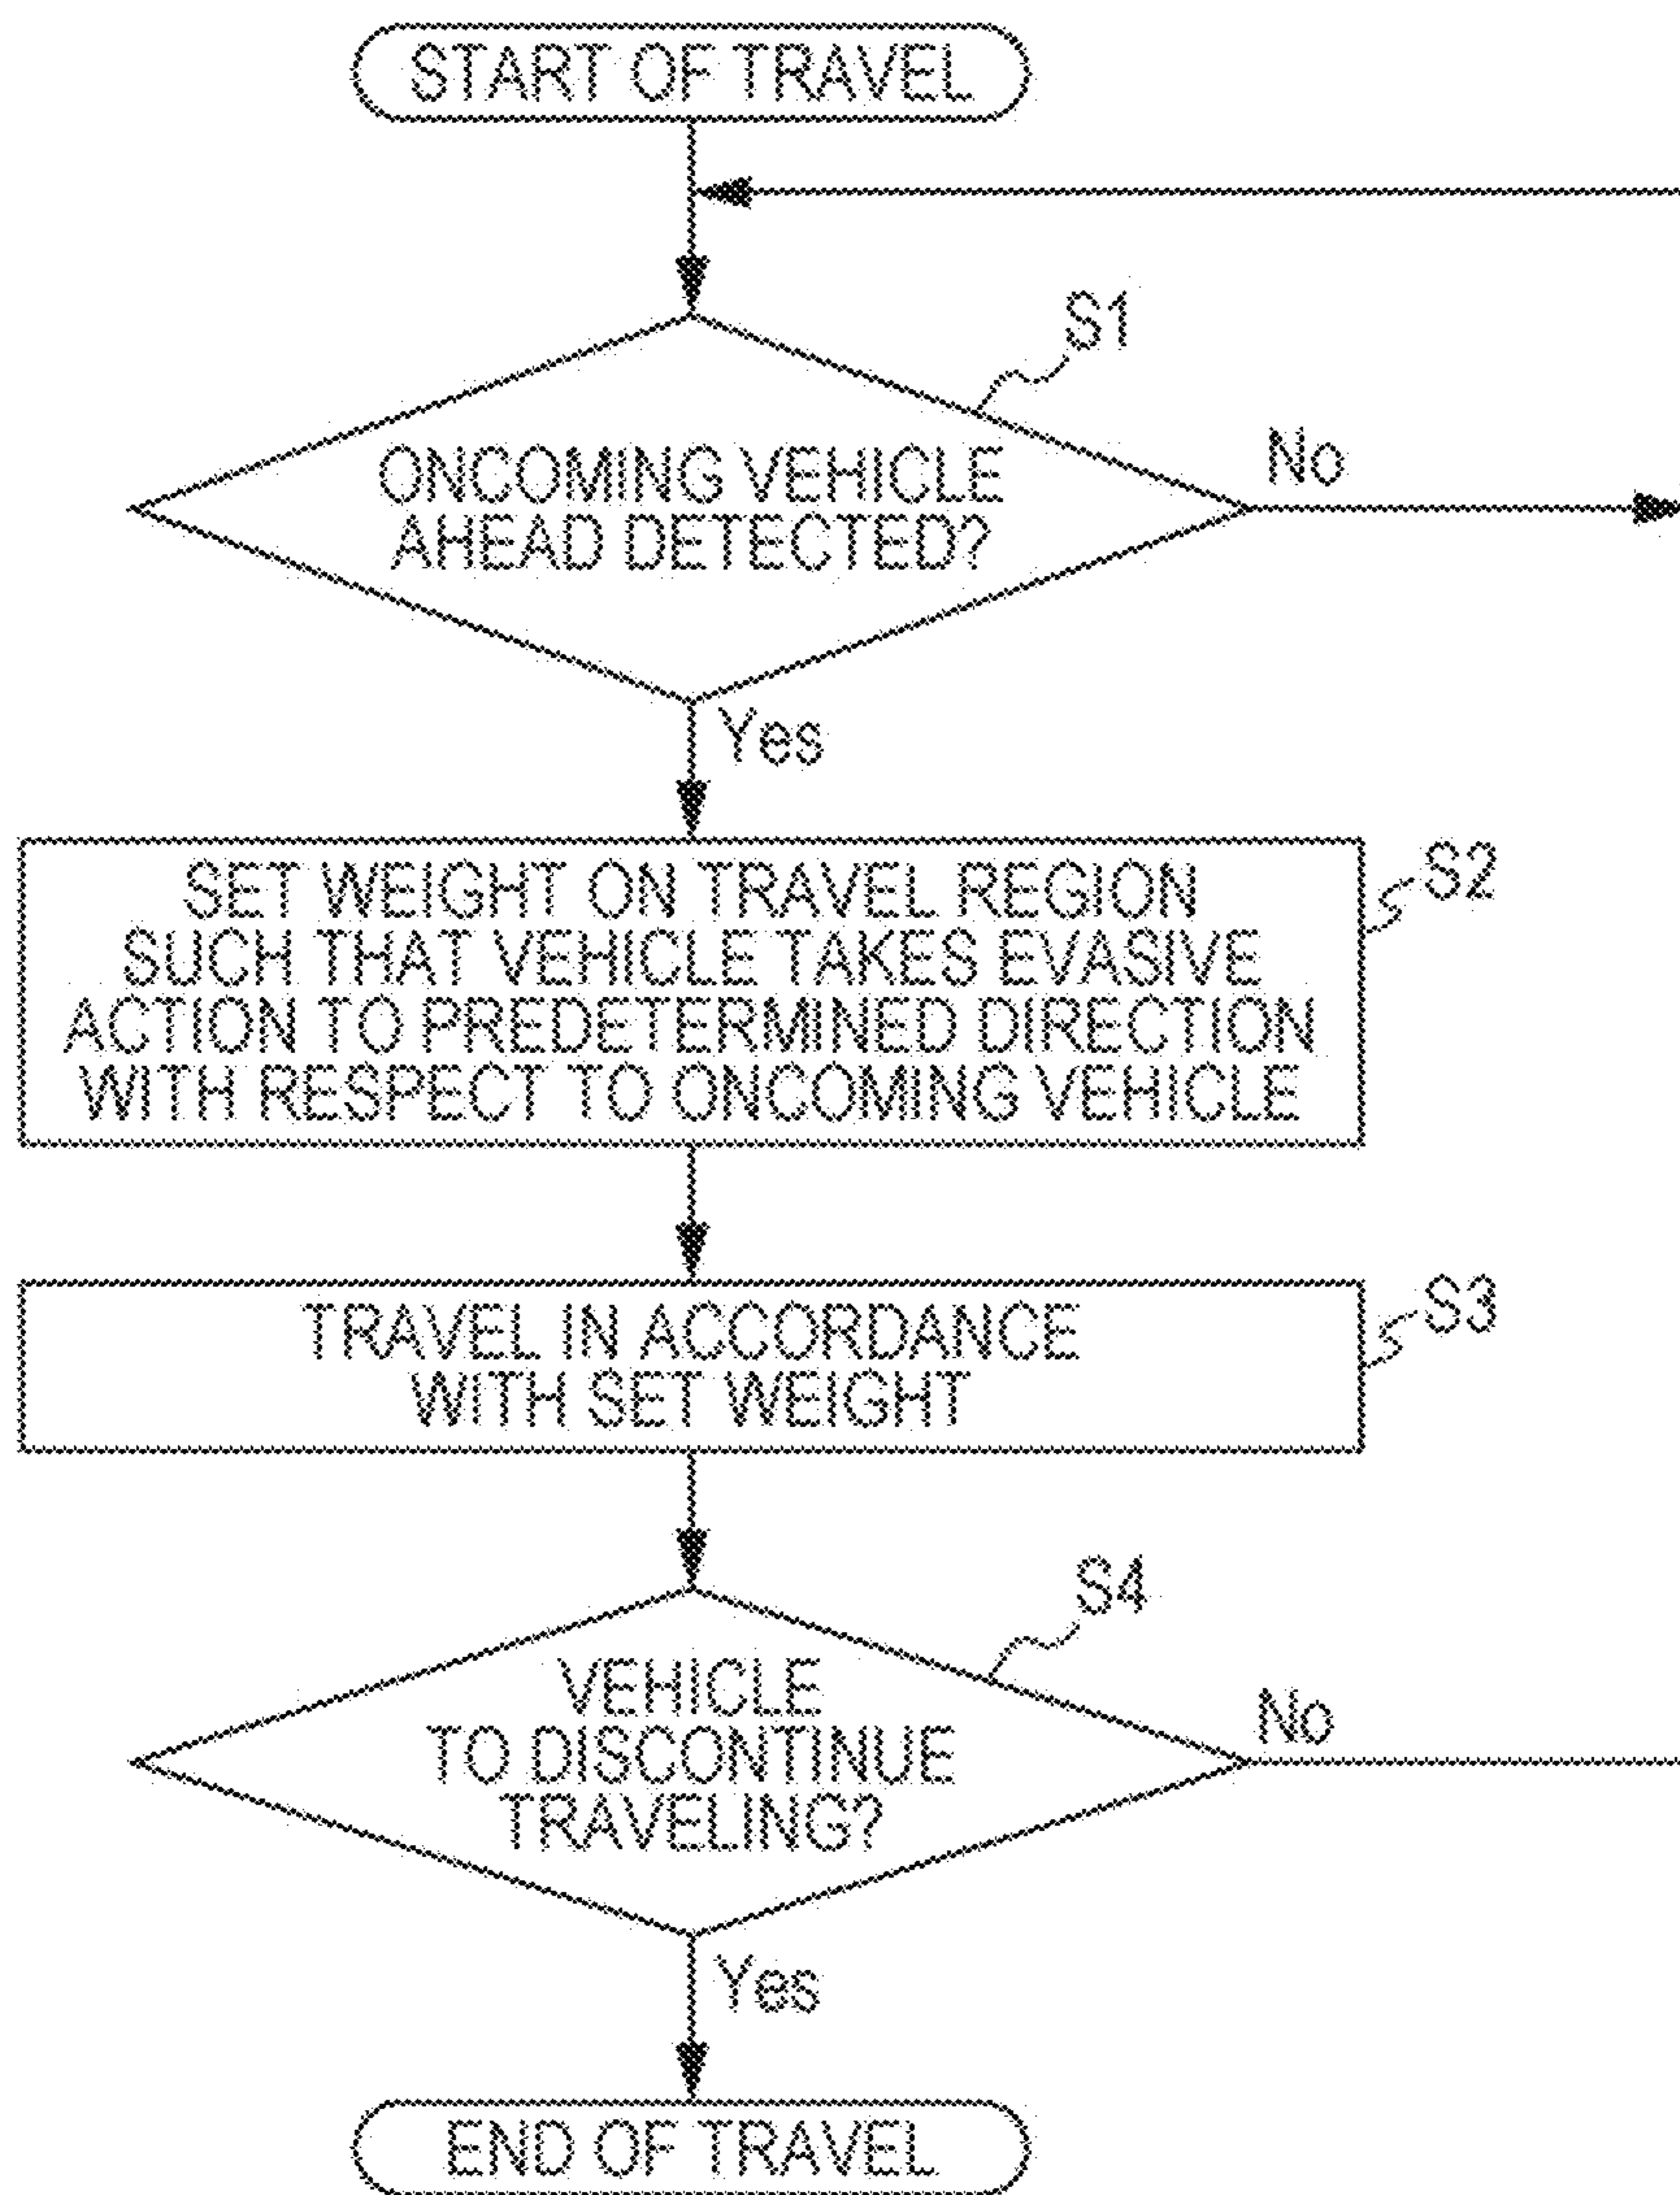 START OF TRAVEL
S1
ONCOMING VEHICLE
AHEAD DETECTED?
No
Yes
SET WEIGHT ON TRAVEL REGION
SUCH THAT VEHICLE TAKES EVASIVE
ACTION TO PREDETERMINED DIRECTION
WITH RESPECT TO ONCOMING VEHICLE
S2
TRAVEL IN ACCORDANCE
WITH SET WEIGHT
S3
S4
VEHICLE
TO DISCONTINUE
TRAVELING?
No
Yes
END OF TRAVEL